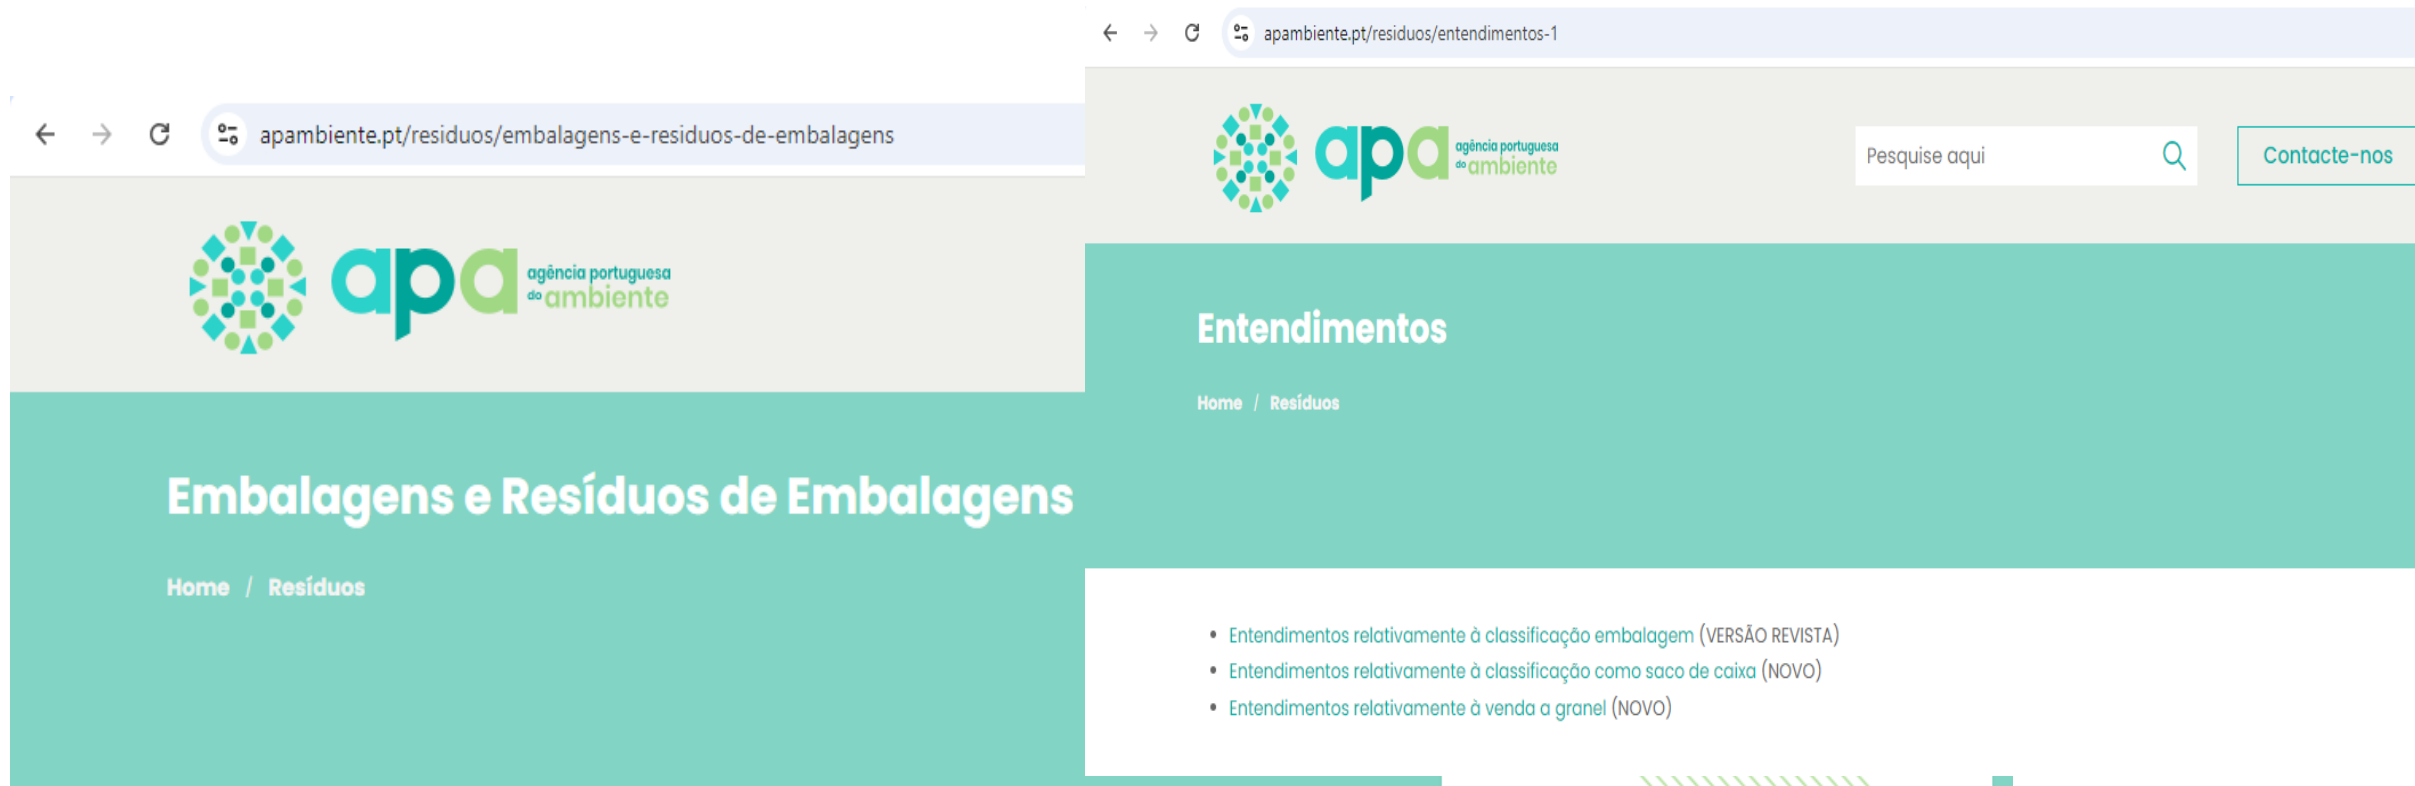 apambiente.pt/residuos/embalagens-e-residuos-de-embalagens
apa agência portuguesa
do ambiente
Embalagens e Resíduos de Embalagens
Home / Resíduos
apambiente.pt/residuos/entendimentos-1
apa agência portuguesa
do ambiente
Pesquise aqui
Contacte-nos
Entendimentos
Home / Resíduos
• Entendimentos relativamente à classificação embalagem (VERSÃO REVISTA)
• Entendimentos relativamente à classificação como saco de caixa (NOVO)
• Entendimentos relativamente à venda a granel (NOVO)